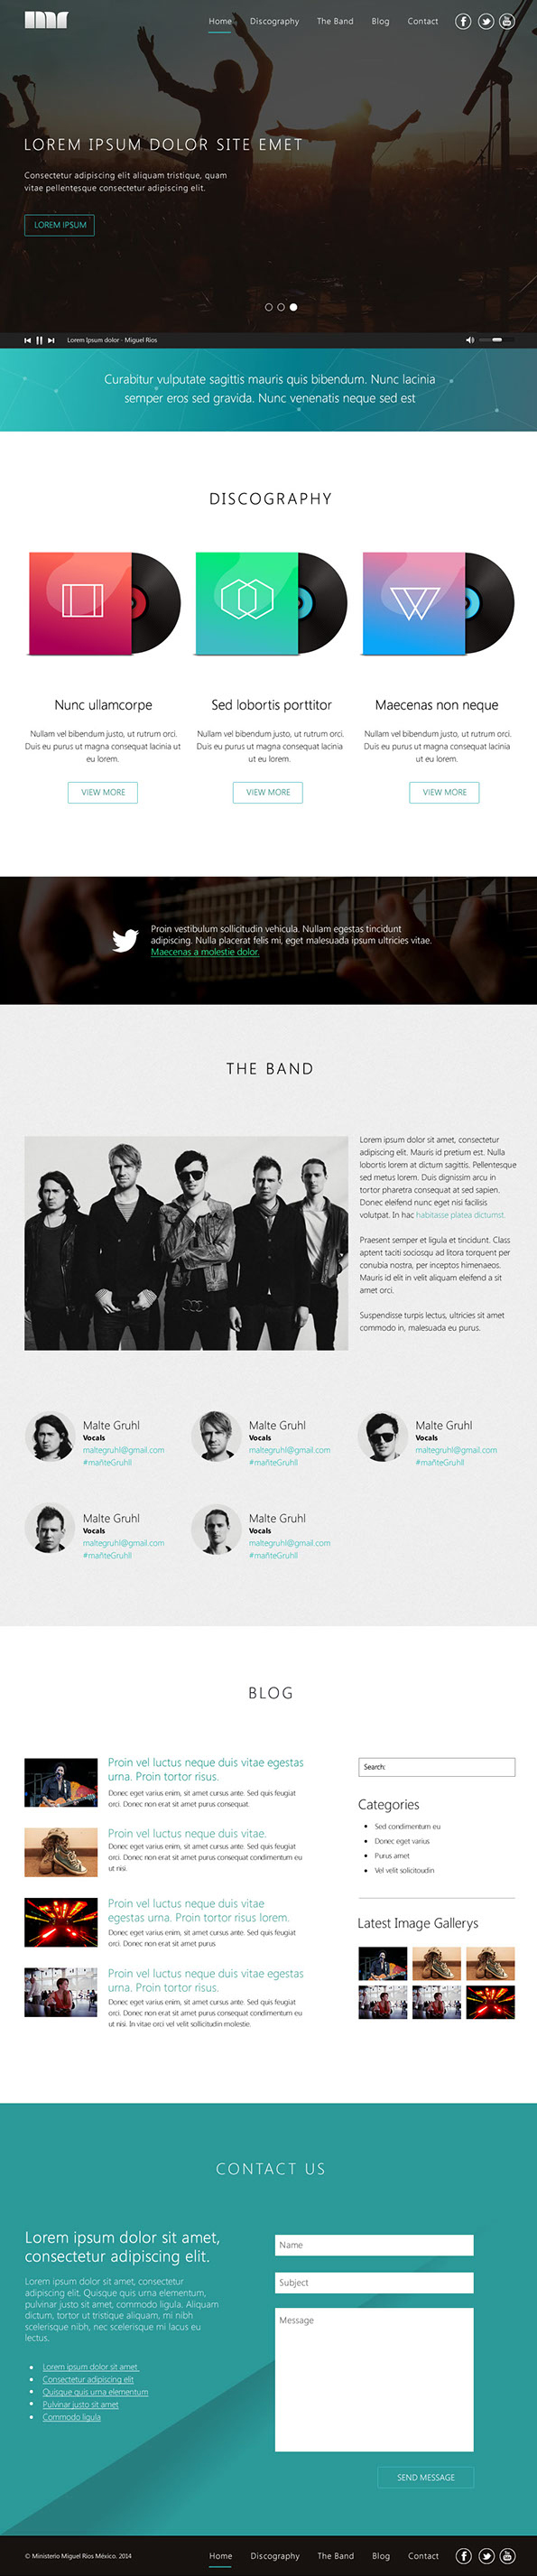 Home Discography The Band Blog Contact
LOREM IPSUM DOLOR SITE EMET
Consectetur adipiscing elit aliquam tristique, quam
vitae pellentesque consectetur adipiscing elit.
LOREM IPSUM
Lorem Ipsum dolor - Miguel Rios
Curabitur vulputate sagittis mauris quis bibendum. Nunc lacinia
semper eros sed gravida. Nunc venenatis neque sed est
DISCOGRAPHY
Nunc ullamcorpe
Nullam vel bibendum justo, ut rutrum orci.
Duis eu purus ut magna consequat lacinia ut
eu lorem.
VIEW MORE
Sed lobortis porttitor
Nullam vel bibendum justo, ut rutrum orci.
Duis eu purus ut magna consequat lacinia
ut eu lorem.
VIEW MORE
Maecenas non neque
Nullam vel bibendum justo, ut rutrum orci.
Duis eu purus ut magna consequat lacinia
ut eu lorem.
VIEW MORE
Proin vestibulum sollicitudin vehicula. Nullam egestas tincidunt
adipiscing. Nulla placerat felis mi, eget malesuada ipsum ultricies vitae.
Maecenas a molestie dolor.
THE BAND
Lorem ipsum dolor sit amet, consectetur
adipiscing elit. Mauris id pretium est. Nulla
lobortis lorem at dictum sagittis. Pellentesque
sed metus lorem. Duis dignissim arcu in
tortor pharetra consequat at sed sapien.
Donec eleifend nunc eget nisi facilisis
volutpat. In hac habitasse platea dictumst.
Praesent semper et ligula et tincidunt. Class
aptent taciti sociosqu ad litora torquent per
conubia nostra, per inceptos himenaeos.
Mauris id elit in velit aliquam eleifend a sit
amet orci.
Suspendisse turpis lectus, ultricies sit amet
commodo in, malesuada eu purus.
Malte Gruhl
Vocals
maltegruhl@gmail.com
#mañteGruhll
Malte Gruhl
Vocals
maltegruhl@gmail.com
#mañteGruhll
Malte Gruhl
Vocals
maltegruhl@gmail.com
#mañteGruhll
Malte Gruhl
Vocals
maltegruhl@gmail.com
#mañteGruhll
Malte Gruhl
Vocals
maltegruhl@gmail.com
#mañteGruhll
BLOG
Proin vel luctus neque duis vitae egestas
urna. Proin tortor risus.
Donec eget varius enim, sit amet cursus ante. Sed quis feugiat
orci. Donec non erat sit amet purus consequat.
Proin vel luctus neque duis vitae.
Donec eget varius enim, sit amet cursus ante. Sed quis feugiat
orci. Donec non erat sit amet purus consequat condimentum eu
ut nisi.
Proin vel luctus neque duis vitae
egestas urna. Proin tortor risus lorem.
Donec eget varius enim, sit amet cursus ante. Sed quis feugiat
orci. Donec non erat sit amet purus
Proin vel luctus neque duis vitae egestas
urna. Proin tortor risus.
Donec eget varius enim, sit amet cursus ante. Sed quis feugiat
orci. Donec non erat sit amet purus consequat condimentum eu
ut nisi. In vitae orci vel velit sollicitudin molestie.
Search:
Categories
Sed condimentum eu
Donec eget varius
Purus amet
Vel velit solicitoudin
Latest Image Gallerys
CONTACT US
Lorem ipsum dolor sit amet,
consectetur adipiscing elit.
Lorem ipsum dolor sit amet, consectetur
adipiscing elit. Quisque quis urna elementum,
pulvinar justo sit amet, commodo ligula. Aliquam
dictum, tortor ut tristique aliquam, mi nibh
scelerisque nibh, nec scelerisque mi lacus eu
lectus.
Lorem ipsum dolor sit amet
Consectetur adipiscing elit
Quisque quis urna elementum
Pulvinar justo sit amet
Commodo ligula
Name
Subject
Message
SEND MESSAGE
© Ministerio Miguel Rios México. 2014
Home Discography The Band Blog Contact